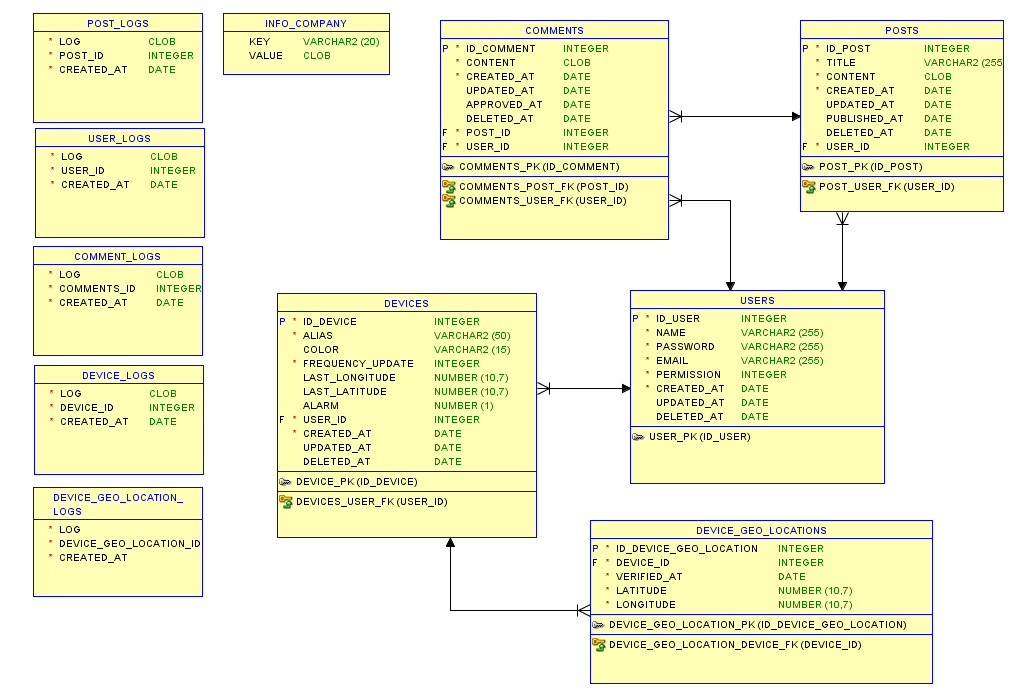 POST_LOGS
* LOG CLOB
* POST_ID INTEGER
* CREATED_AT DATE
INFO_COMPANY
KEY VARCHAR2 (20)
VALUE CLOB
COMMENTS
P * ID_COMMENT INTEGER
* CONTENT CLOB
* CREATED_AT DATE
UPDATED_AT DATE
APPROVED_AT DATE
DELETED_AT DATE
F * POST_ID INTEGER
F * USER_ID INTEGER
COMMENTS_PK (ID_COMMENT)
COMMENTS_POST_FK (POST_ID)
COMMENTS_USER_FK (USER_ID)
POSTS
P * ID_POST INTEGER
* TITLE VARCHAR2 (255
* CONTENT CLOB
* CREATED_AT DATE
UPDATED_AT DATE
PUBLISHED_AT DATE
DELETED_AT DATE
F * USER_ID INTEGER
POST_PK (ID_POST)
POST_USER_FK (USER_ID)
USER_LOGS
* LOG CLOB
* USER_ID INTEGER
* CREATED_AT DATE
COMMENT_LOGS
* LOG CLOB
* COMMENTS_ID INTEGER
* CREATED_AT DATE
DEVICE_LOGS
* LOG CLOB
* DEVICE_ID INTEGER
* CREATED_AT DATE
DEVICE_GEO_LOCATION_
LOGS
* LOG
* DEVICE_GEO_LOCATION_ID
* CREATED_AT
DEVICES
P * ID_DEVICE INTEGER
* ALIAS VARCHAR2 (50)
COLOR VARCHAR2 (15)
* FREQUENCY_UPDATE INTEGER
LAST_LONGITUDE NUMBER (10,7)
LAST_LATITUDE NUMBER (10,7)
ALARM NUMBER (1)
F * USER_ID INTEGER
* CREATED_AT DATE
UPDATED_AT DATE
DELETED_AT DATE
DEVICE_PK (ID_DEVICE)
DEVICES_USER_FK (USER_ID)
USERS
P * ID_USER INTEGER
* NAME VARCHAR2 (255)
* PASSWORD VARCHAR2 (255)
* EMAIL VARCHAR2 (255)
* PERMISSION INTEGER
* CREATED_AT DATE
UPDATED_AT DATE
DELETED_AT DATE
USER_PK (ID_USER)
DEVICE_GEO_LOCATIONS
P * ID_DEVICE_GEO_LOCATION INTEGER
F * DEVICE_ID INTEGER
* VERIFIED_AT DATE
* LATITUDE NUMBER (10,7)
* LONGITUDE NUMBER (10,7)
DEVICE_GEO_LOCATION_PK (ID_DEVICE_GEO_LOCATION)
DEVICE_GEO_LOCATION_DEVICE_FK (DEVICE_ID)